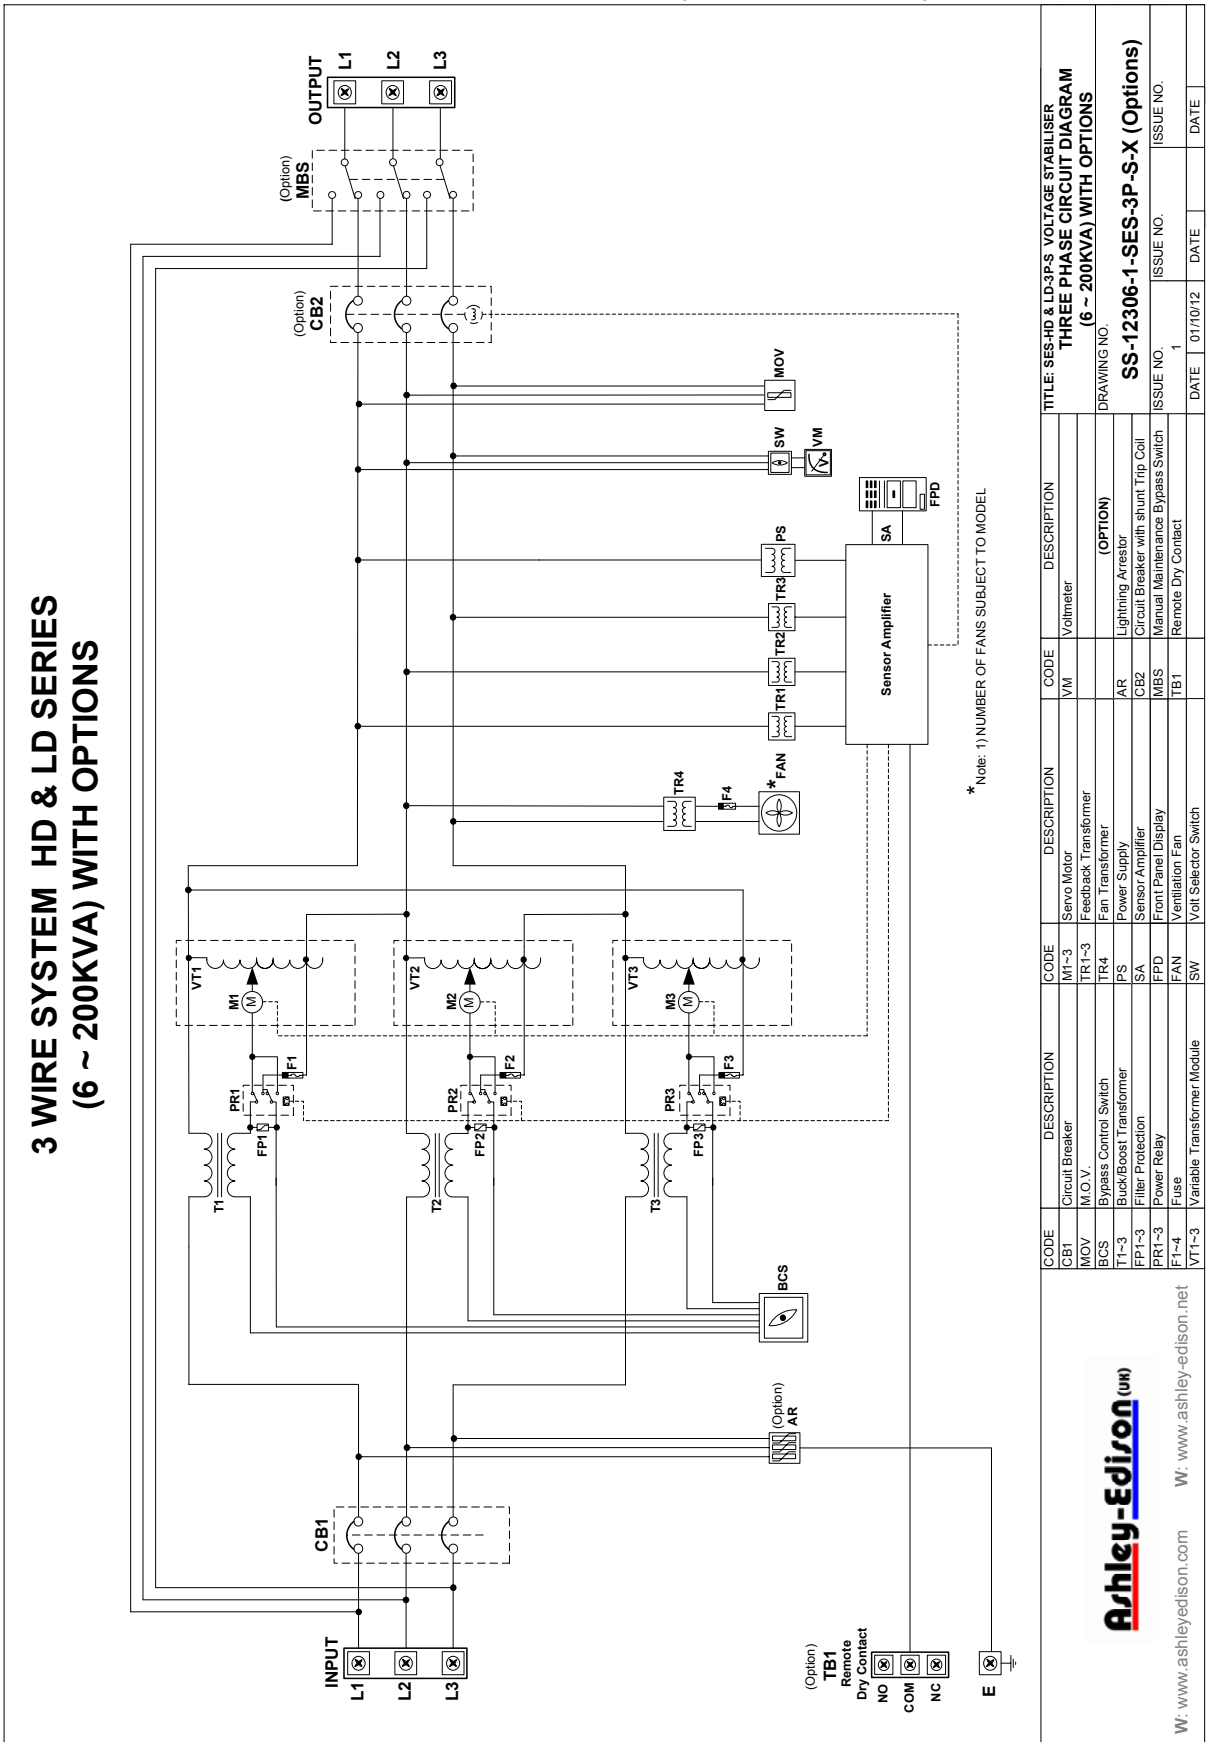 3 WIRE SYSTEM HD & LD SERIES
(6 ~ 200KVA) WITH OPTIONS
INPUT
L1
L2
L3
CB1
(Option)
AR
BCS
T1
T2
T3
FP1
FP2
FP3
PR1
PR2
PR3
F1
F2
F3
M1
M
M2
M
M3
M
VT1
VT2
VT3
TR4
F4
*FAN
TR1
TR2
TR3
PS
Sensor Amplifier
SA
FPD
SW
VM
V
MOV
(Option)
CB2
(Option)
MBS
OUTPUT
L1
L2
L3
(Option)
TB1
Remote
Dry Contact
NO
COM
NC
E
*Note: 1) NUMBER OF FANS SUBJECT TO MODEL
Ashley-Edison(UK)
W: www.ashleyedison.com W: www.ashley-edison.net
CODE DESCRIPTION CODE DESCRIPTION CODE DESCRIPTION
CB1 Circuit Breaker M1~3 Servo Motor VM Voltmeter
MOV M.O.V. TR1~3 Feedback Transformer
BCS Bypass Control Switch TR4 Fan Transformer (OPTION)
T1~3 Buck/Boost Transformer PS Power Supply AR Lightning Arrestor
FP1~3 Filter Protection SA Sensor Amplifier CB2 Circuit Breaker with shunt Trip Coil
PR1~3 Power Relay FPD Front Panel Display MBS Manual Maintenance Bypass Switch
F1~4 Fuse FAN Ventilation Fan TB1 Remote Dry Contact
VT1~3 Variable Transformer Module SW Volt Selector Switch
TITLE: SES-HD & LD-3P-S VOLTAGE STABILISER
THREE PHASE CIRCUIT DIAGRAM
(6 ~ 200KVA) WITH OPTIONS
DRAWING NO.
SS-12306-1-SES-3P-S-X (Options)
ISSUE NO. 1 ISSUE NO. ISSUE NO.
DATE 01/10/12 DATE DATE